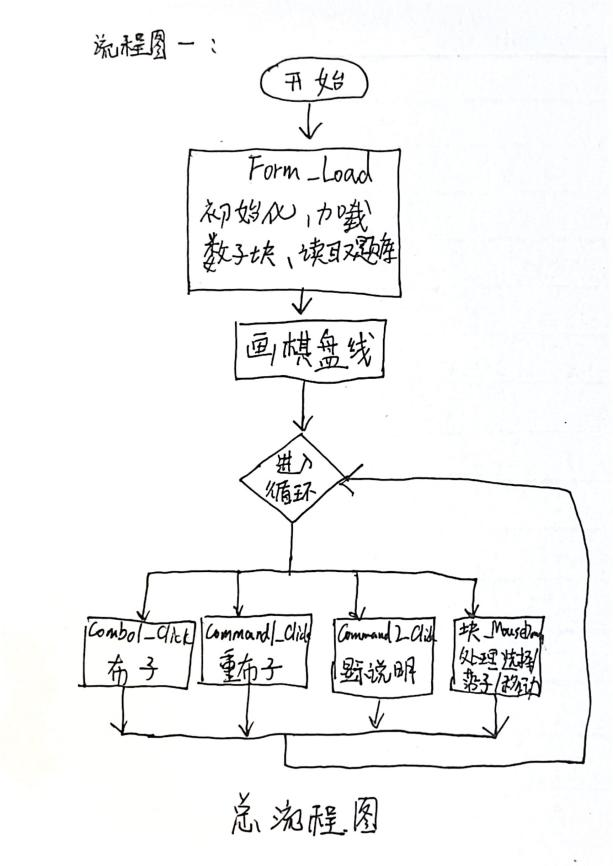 流程图一：
开始
Form_Load
初始化，加载
数子块、读取题库
画棋盘线
进入
循环
Combo1_Click
布子
Command1_Click
重布子
Command2_Click
显示说明
块_MouseDown
处理选择/
弃子/移动
总流程图